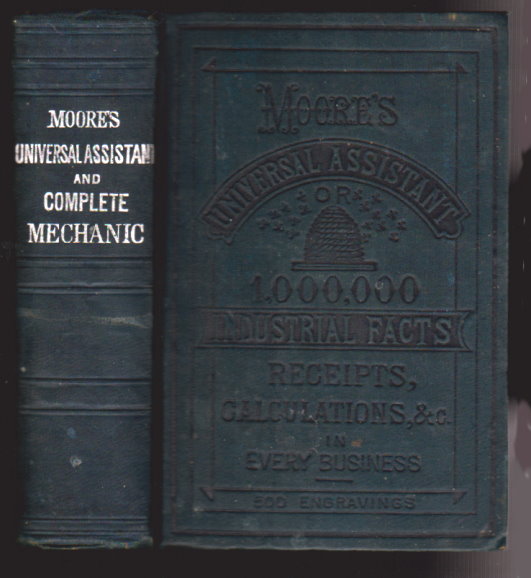 MOORE'S
UNIVERSAL ASSISTANT
AND
COMPLETE
MECHANIC
MOORE'S
UNIVERSAL ASSISTANT
OR
1,000,000
INDUSTRIAL FACTS
RECEIPTS,
CALCULATIONS, &c.
IN
EVERY BUSINESS
500 ENGRAVINGS